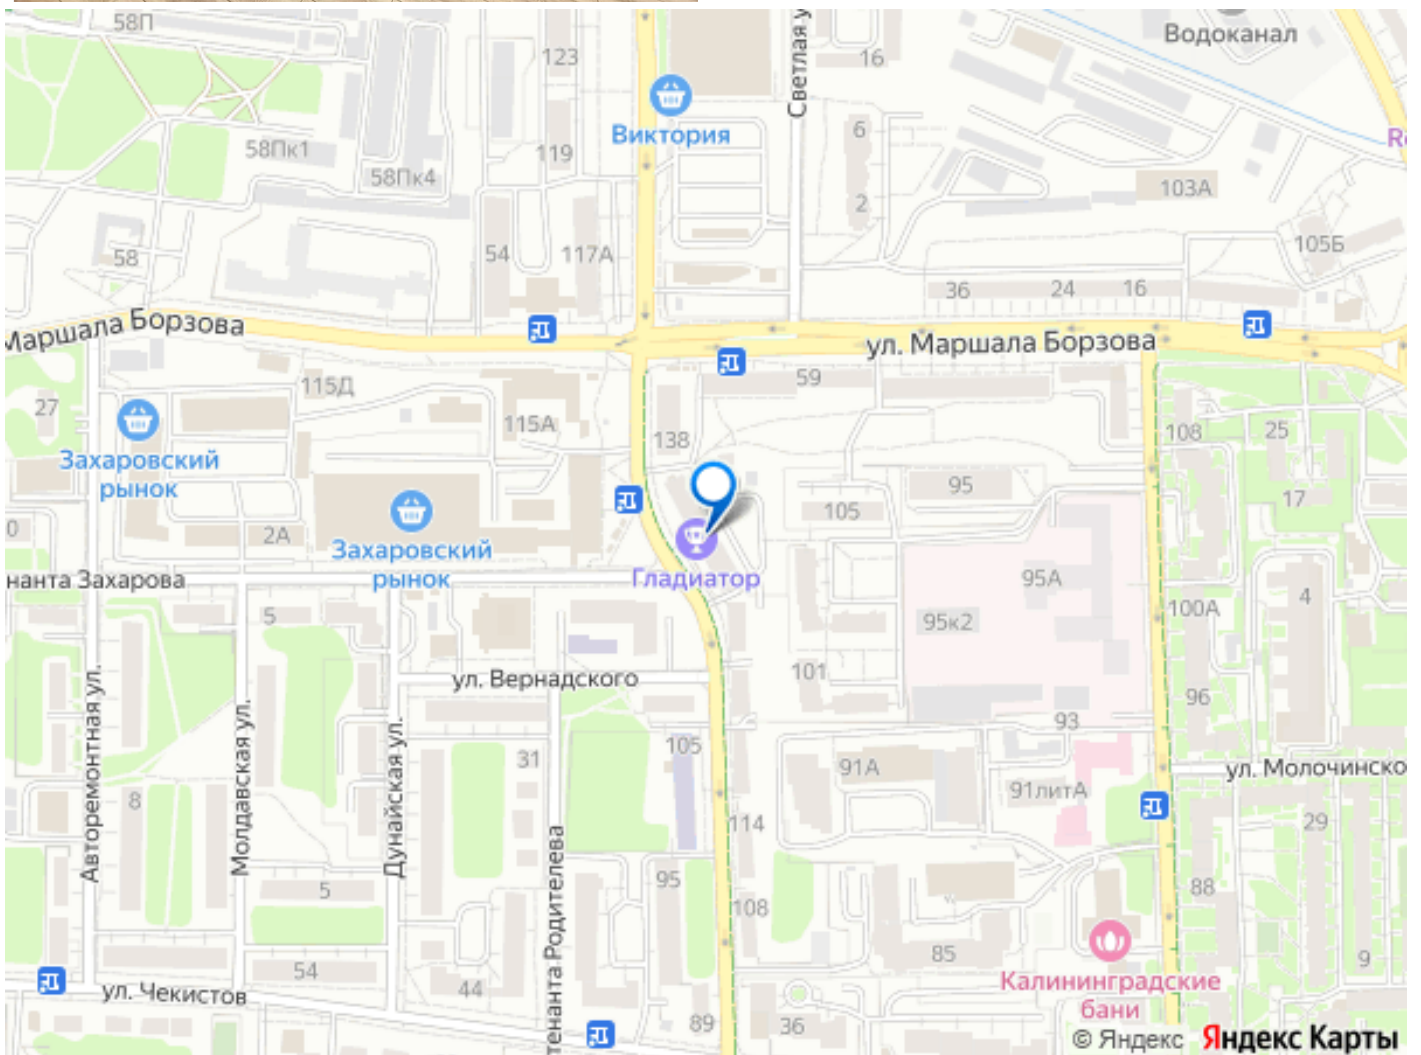 58П
123
16
Светлая у
Водоканал
Виктория
6
Re
58Пк1
119
58Пк4
2
103А
58
54
117А
105Б
36
24
16
Маршала Борзова
ул. Маршала Борзова
115Д
59
27
115А
138
108
25
Захаровский
рынок
95
17
0
2А
Захаровский
рынок
105
нанта Захарова
Гладиатор
95А
4
5
95к2
100А
ул. Вернадского
101
96
Авторемонтная ул.
Молдавская ул.
Дунайская ул.
105
93
31
91А
ул. Молочинско
8
91литА
114
29
тенанта Родителева
5
95
88
108
85
9
54
44
Калининградские
бани
ул. Чекистов
89
36
© Яндекс Яндекс Карты